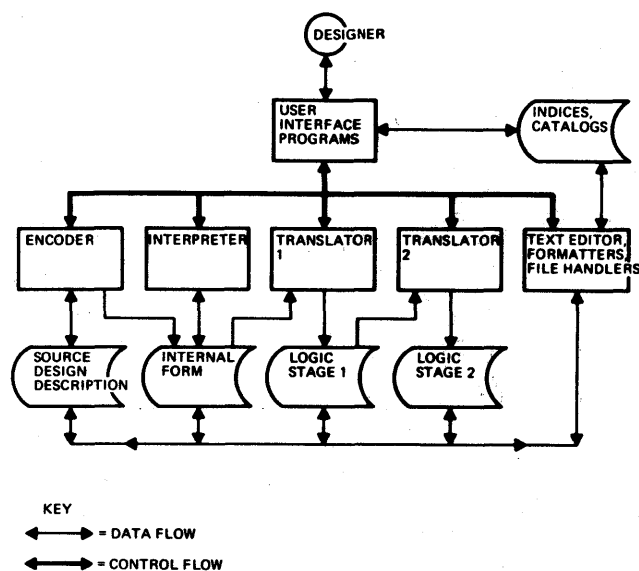 DESIGNER
USER
INTERFACE
PROGRAMS
INDICES,
CATALOGS
ENCODER
INTERPRETER
TRANSLATOR
1
TRANSLATOR
2
TEXT EDITOR,
FORMATTERS,
FILE HANDLERS
SOURCE
DESIGN
DESCRIPTION
INTERNAL
FORM
LOGIC
STAGE 1
LOGIC
STAGE 2
KEY
= DATA FLOW
= CONTROL FLOW